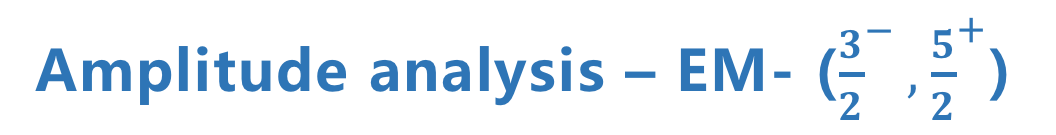 Amplitude analysis – EM- (3/2⁻, 5/2⁺)